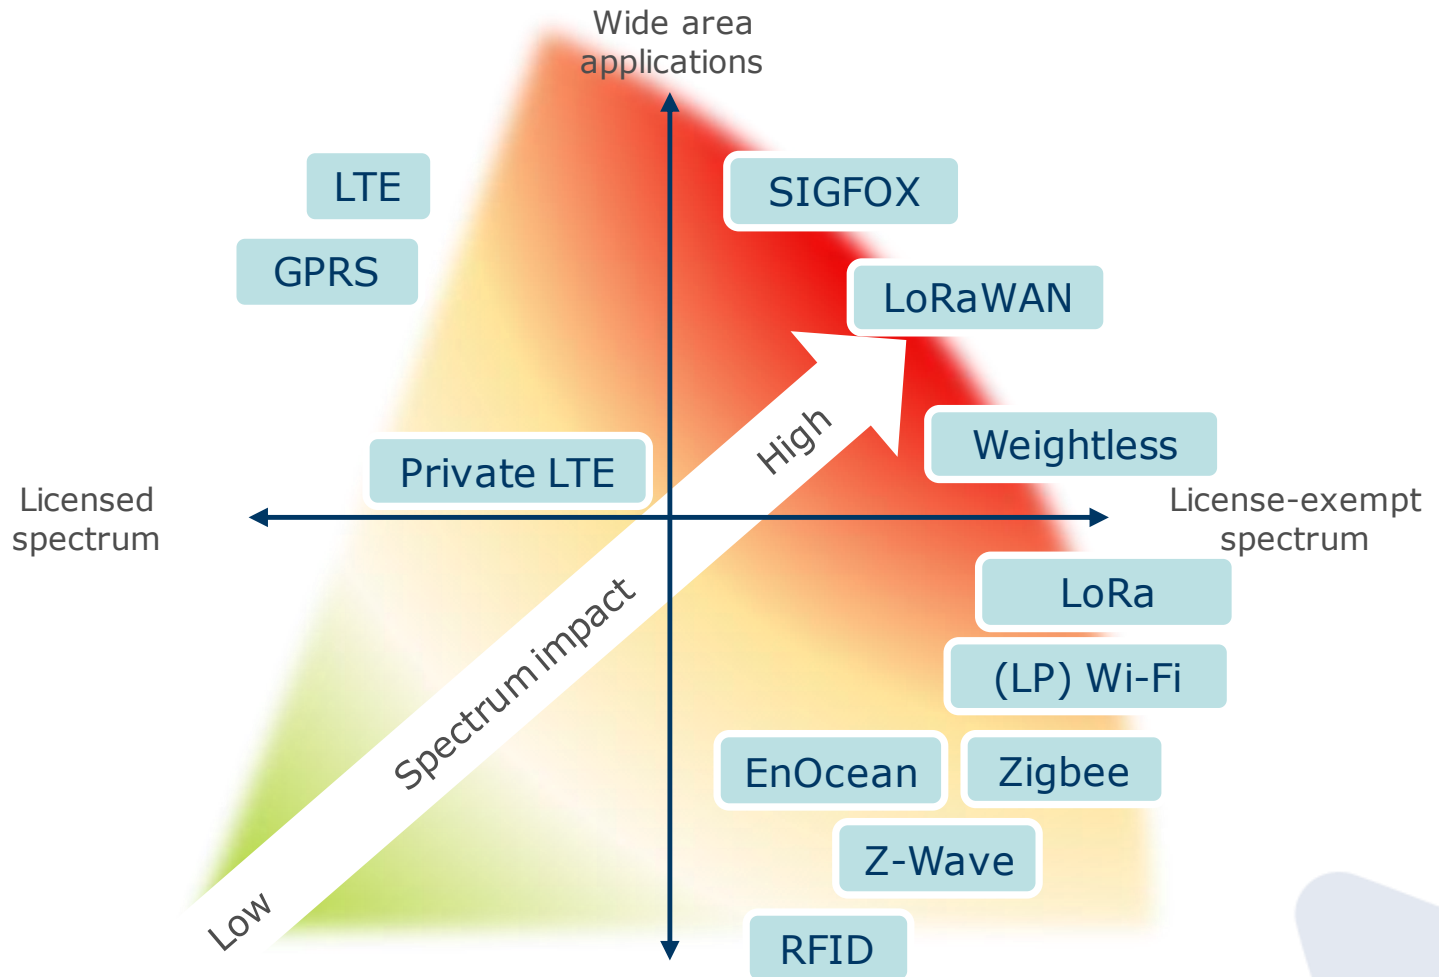 Wide area
applications
LTE
SIGFOX
GPRS
LoRaWAN
High
Private LTE
Weightless
Licensed
spectrum
License-exempt
spectrum
LoRa
Spectrum impact
(LP) Wi-Fi
EnOcean
Zigbee
Z-Wave
Low
RFID